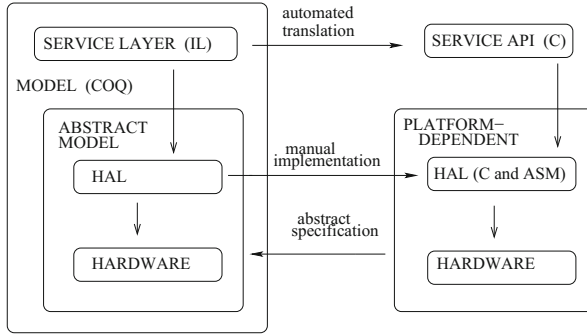 SERVICE LAYER (IL)
automated
translation
SERVICE API (C)
MODEL (COQ)
ABSTRACT
MODEL
PLATFORM−
DEPENDENT
HAL
manual
implementation
HAL (C and ASM)
abstract
specification
HARDWARE
HARDWARE